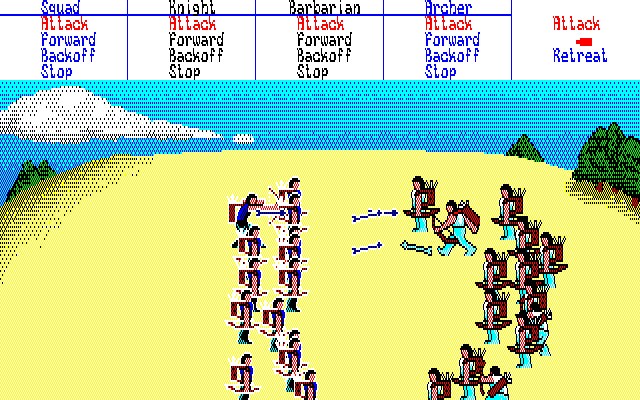 Squad Knight Barbarian Archer
Attack Attack Attack Attack Attack
Forward Forward Forward Forward
Backoff Backoff Backoff Backoff Retreat
Stop Stop Stop Stop